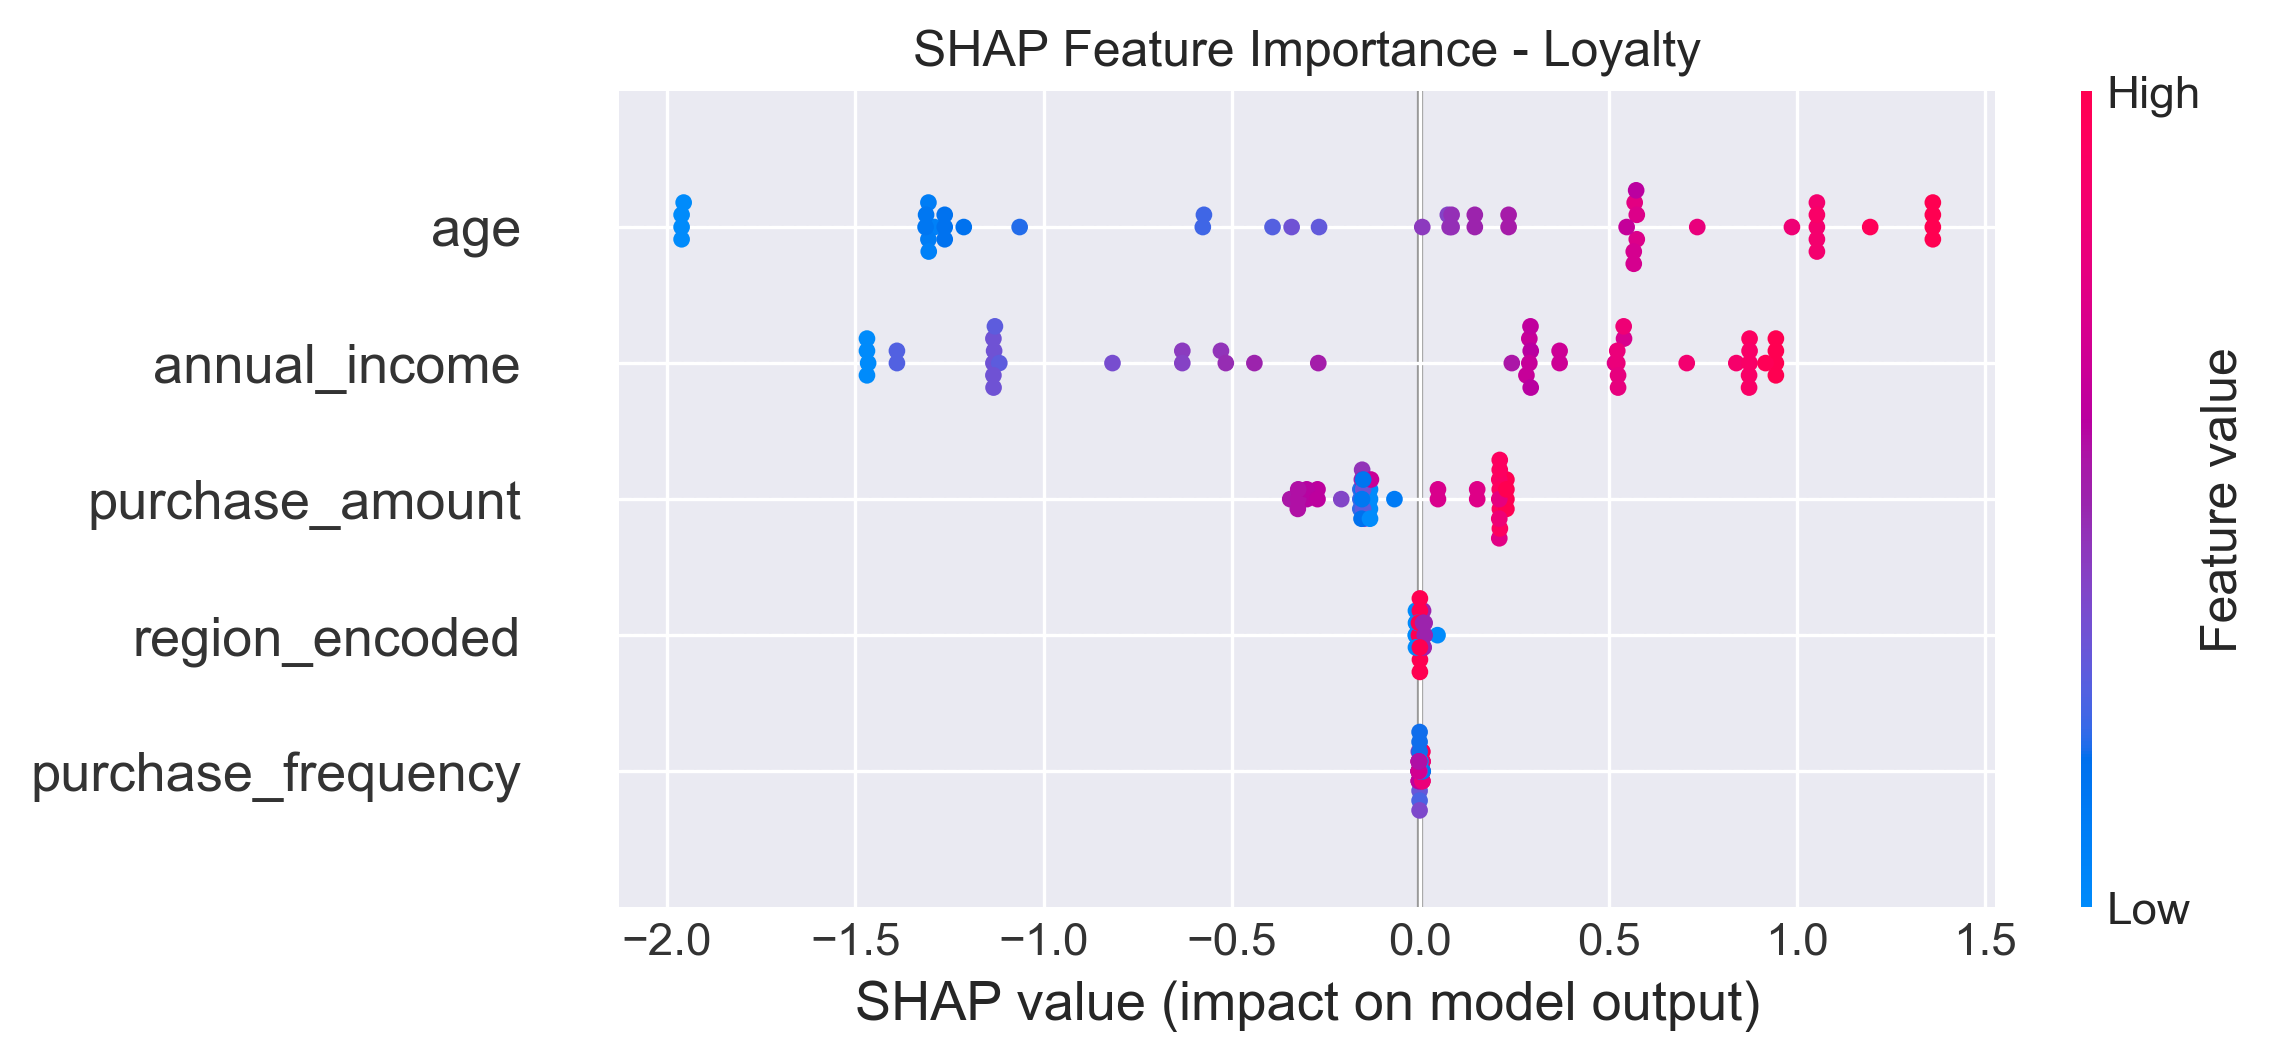 SHAP Feature Importance - Loyalty
High
age
annual_income
purchase_amount
region_encoded
purchase_frequency
Feature value
Low
−2.0 −1.5 −1.0 −0.5 0.0 0.5 1.0 1.5
SHAP value (impact on model output)